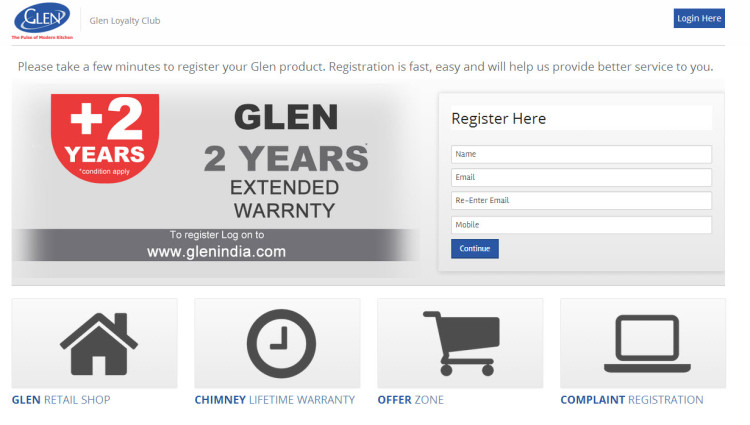 GLEN
The Pulse of Modern Kitchen
Glen Loyalty Club
Login Here
Please take a few minutes to register your Glen product. Registration is fast, easy and will help us provide better service to you.
+2
YEARS
*condition apply
GLEN
2 YEARS*
EXTENDED
WARRNTY
To register Log on to
www.glenindia.com
Register Here
Name
Email
Re-Enter Email
Mobile
Continue
GLEN RETAIL SHOP
CHIMNEY LIFETIME WARRANTY
OFFER ZONE
COMPLAINT REGISTRATION